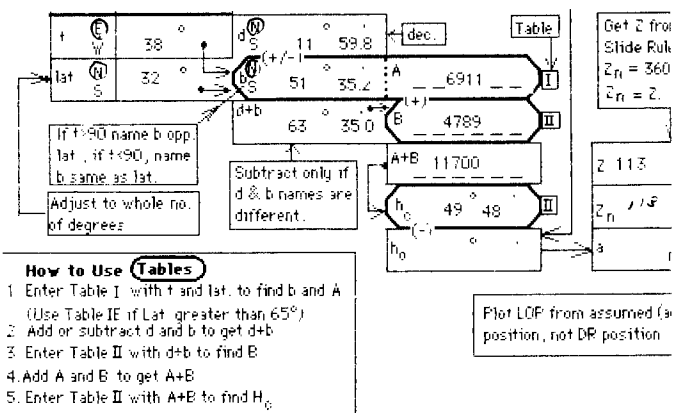 t E W 38° d N S 11 59.8 dec. Table
(+/-)
lat N S 32° b N S 51 35.2 A 6911 I
(+)
d+b 63 35.0 B 4789 II
A+B 11700
hc 49° 48 II
(-)
ho ° a
If t>90 name b opp.
lat., if t<90, name
b same as lat.
Adjust to whole no.
of degrees
Subtract only if
d & b names are
different.
Get Z fro
Slide Rul
Zn = 360
Zn = Z.
Z 113
Zn
How to Use Tables
1 Enter Table I with t and lat. to find b and A
(Use Table IE if Lat greater than 65°)
2 Add or subtract d and b to get d+b
3 Enter Table II with d+b to find B
4. Add A and B to get A+B
5. Enter Table II with A+B to find Ho
Plot LOP from assumed (a
position, not DR position